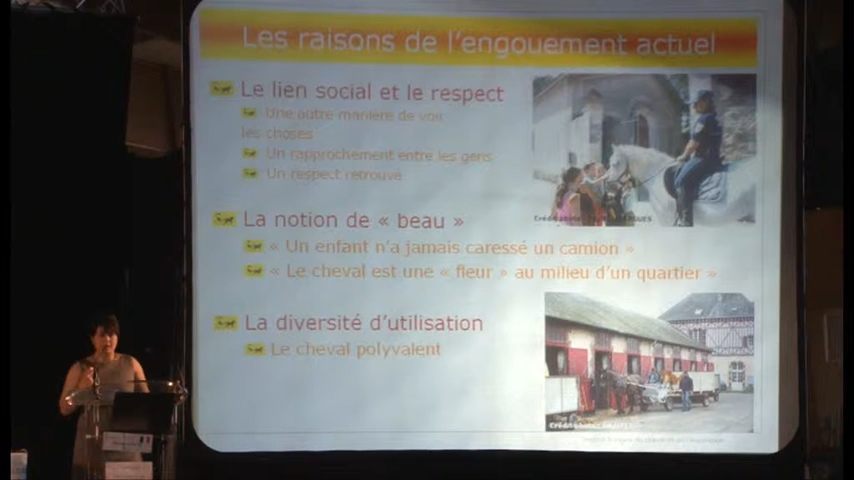 Les raisons de l'engouement actuel
Le lien social et le respect
Une autre manière de voir
les choses
Un rapprochement entre les gens
Un respect retrouvé
La notion de « beau »
« Un enfant n'a jamais caressé un camion »
« Le cheval est une « fleur » au milieu d'un quartier »
La diversité d'utilisation
Le cheval polyvalent